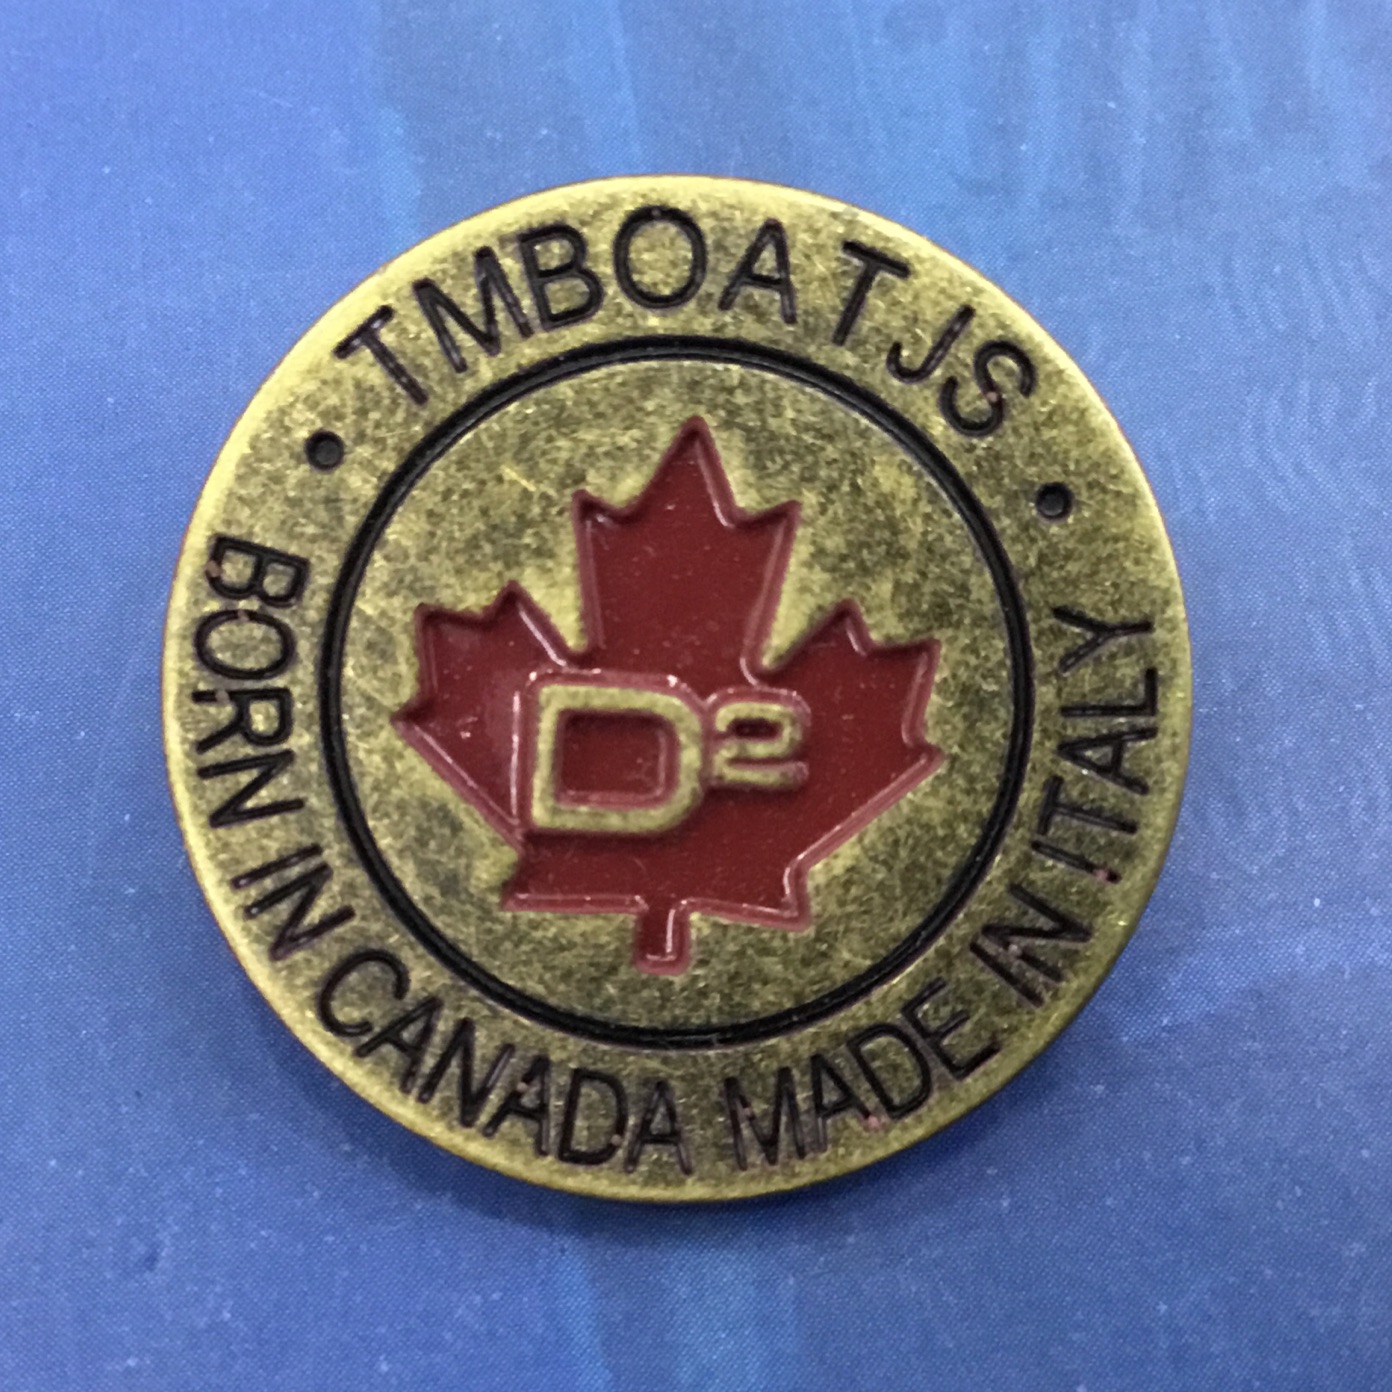 • TMBOATJS •
D²
BORN IN CANADA MADE IN ITALY